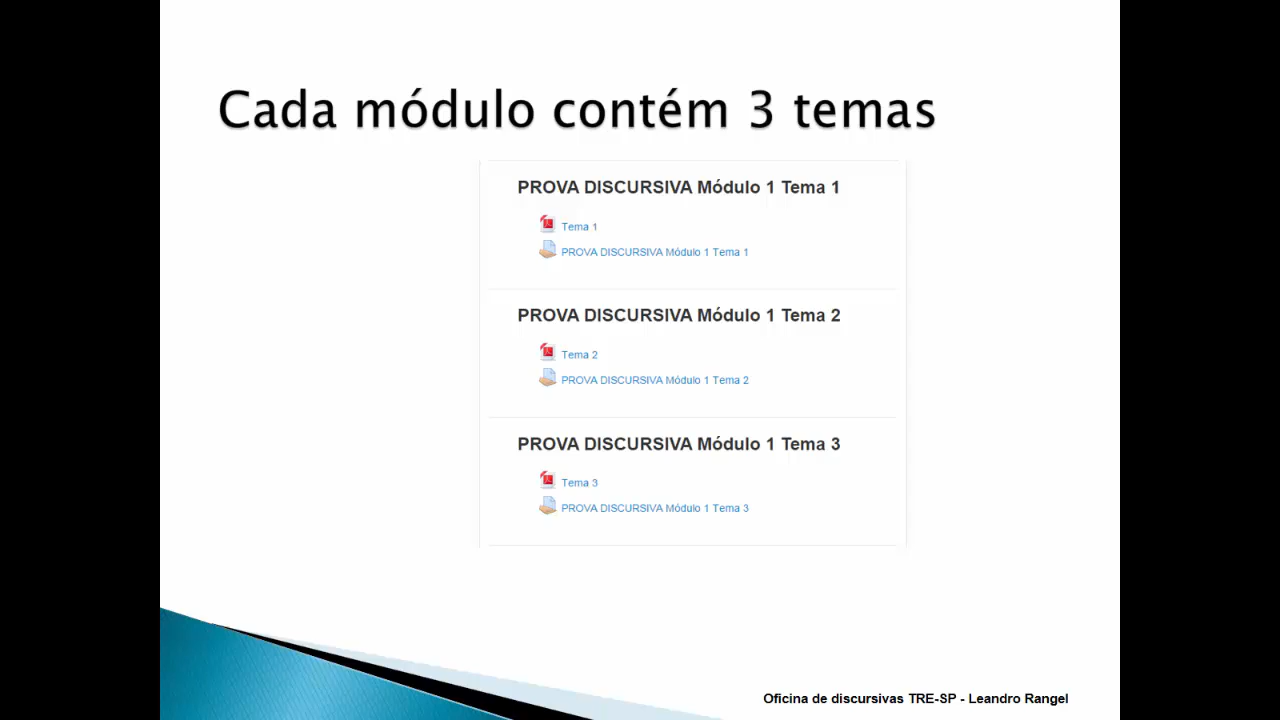 Cada módulo contém 3 temas
PROVA DISCURSIVA Módulo 1 Tema 1
Tema 1
PROVA DISCURSIVA Módulo 1 Tema 1
PROVA DISCURSIVA Módulo 1 Tema 2
Tema 2
PROVA DISCURSIVA Módulo 1 Tema 2
PROVA DISCURSIVA Módulo 1 Tema 3
Tema 3
PROVA DISCURSIVA Módulo 1 Tema 3
Oficina de discursivas TRE-SP - Leandro Rangel